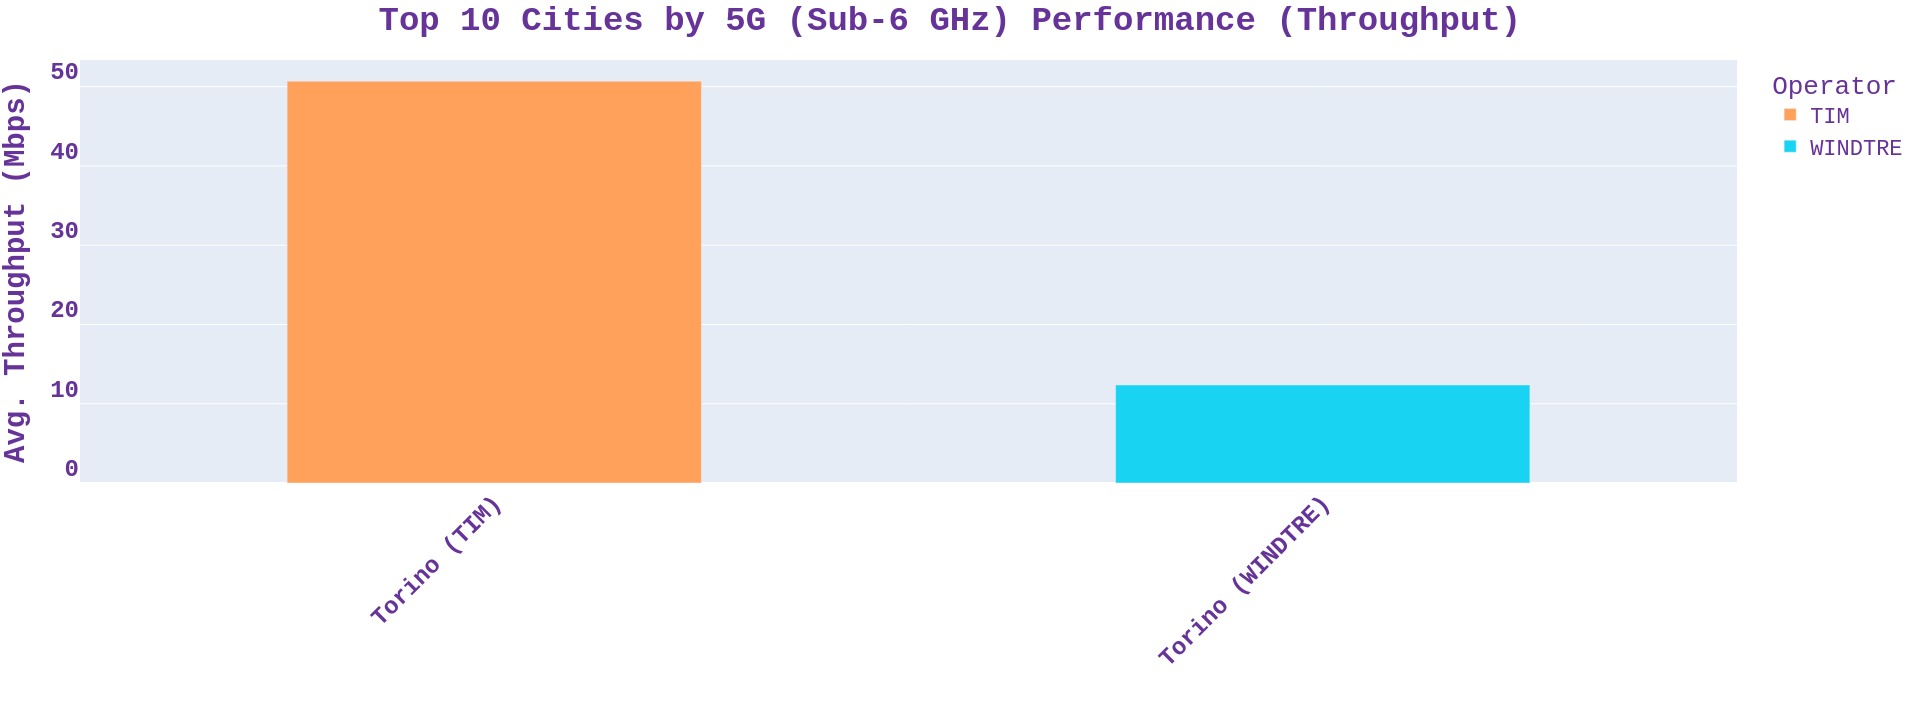 Top 10 Cities by 5G (Sub-6 GHz) Performance (Throughput)
Avg. Throughput (Mbps)
50
40
30
20
10
0
Torino (TIM)
Torino (WINDTRE)
Operator
TIM
WINDTRE